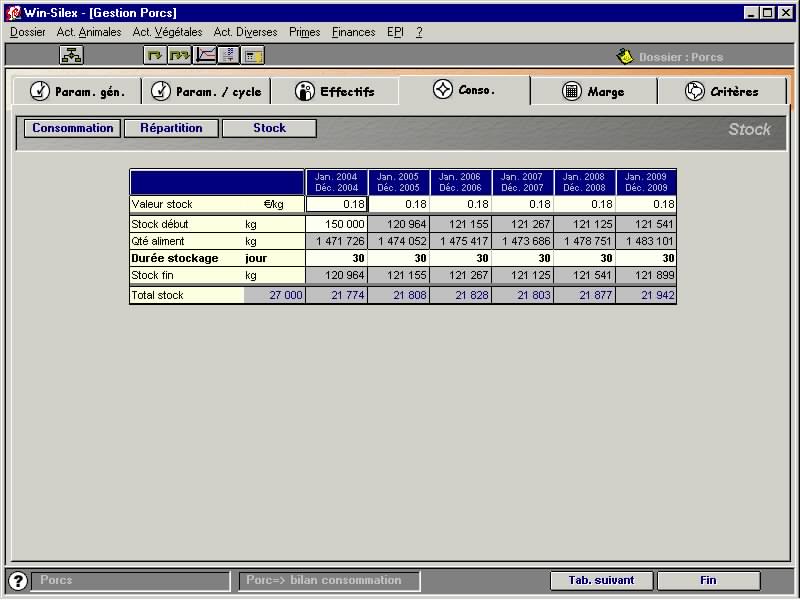 Win-Silex - [Gestion Porcs]
Dossier Act. Animales Act. Végétales Act. Diverses Primes Finances EPI ?
Dossier : Porcs
Param. gén. Param. / cycle Effectifs Conso. Marge Critères
Consommation Répartition Stock Stock
Jan. 2004 Jan. 2005 Jan. 2006 Jan. 2007 Jan. 2008 Jan. 2009
Déc. 2004 Déc. 2005 Déc. 2006 Déc. 2007 Déc. 2008 Déc. 2009
Valeur stock €/kg 0.18 0.18 0.18 0.18 0.18 0.18
Stock début kg 150 000 120 964 121 155 121 267 121 125 121 541
Qté aliment kg 1 471 726 1 474 052 1 475 417 1 473 686 1 478 751 1 483 101
Durée stockage jour 30 30 30 30 30 30
Stock fin kg 120 964 121 155 121 267 121 125 121 541 121 899
Total stock 27 000 21 774 21 808 21 828 21 803 21 877 21 942
? Porcs Porc=> bilan consommation Tab. suivant Fin